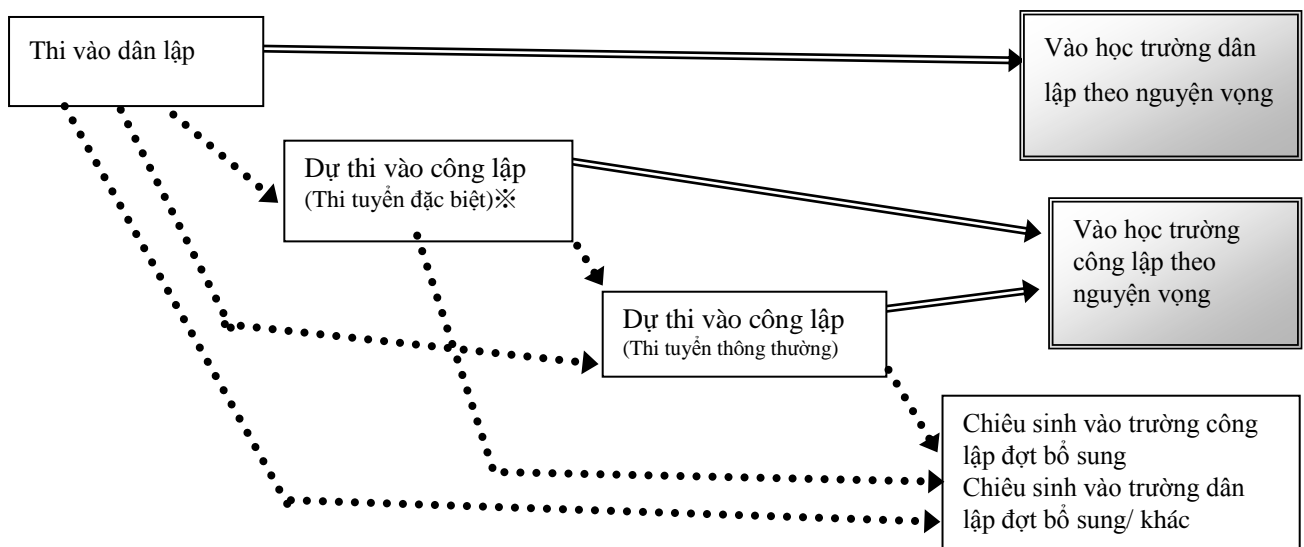 Thi vào dân lập
Vào học trường dân
lập theo nguyện vọng
Dự thi vào công lập
(Thi tuyển đặc biệt)※
Vào học trường
công lập theo
nguyện vọng
Dự thi vào công lập
(Thi tuyển thông thường)
Chiêu sinh vào trường công
lập đợt bổ sung
Chiêu sinh vào trường dân
lập đợt bổ sung/ khác